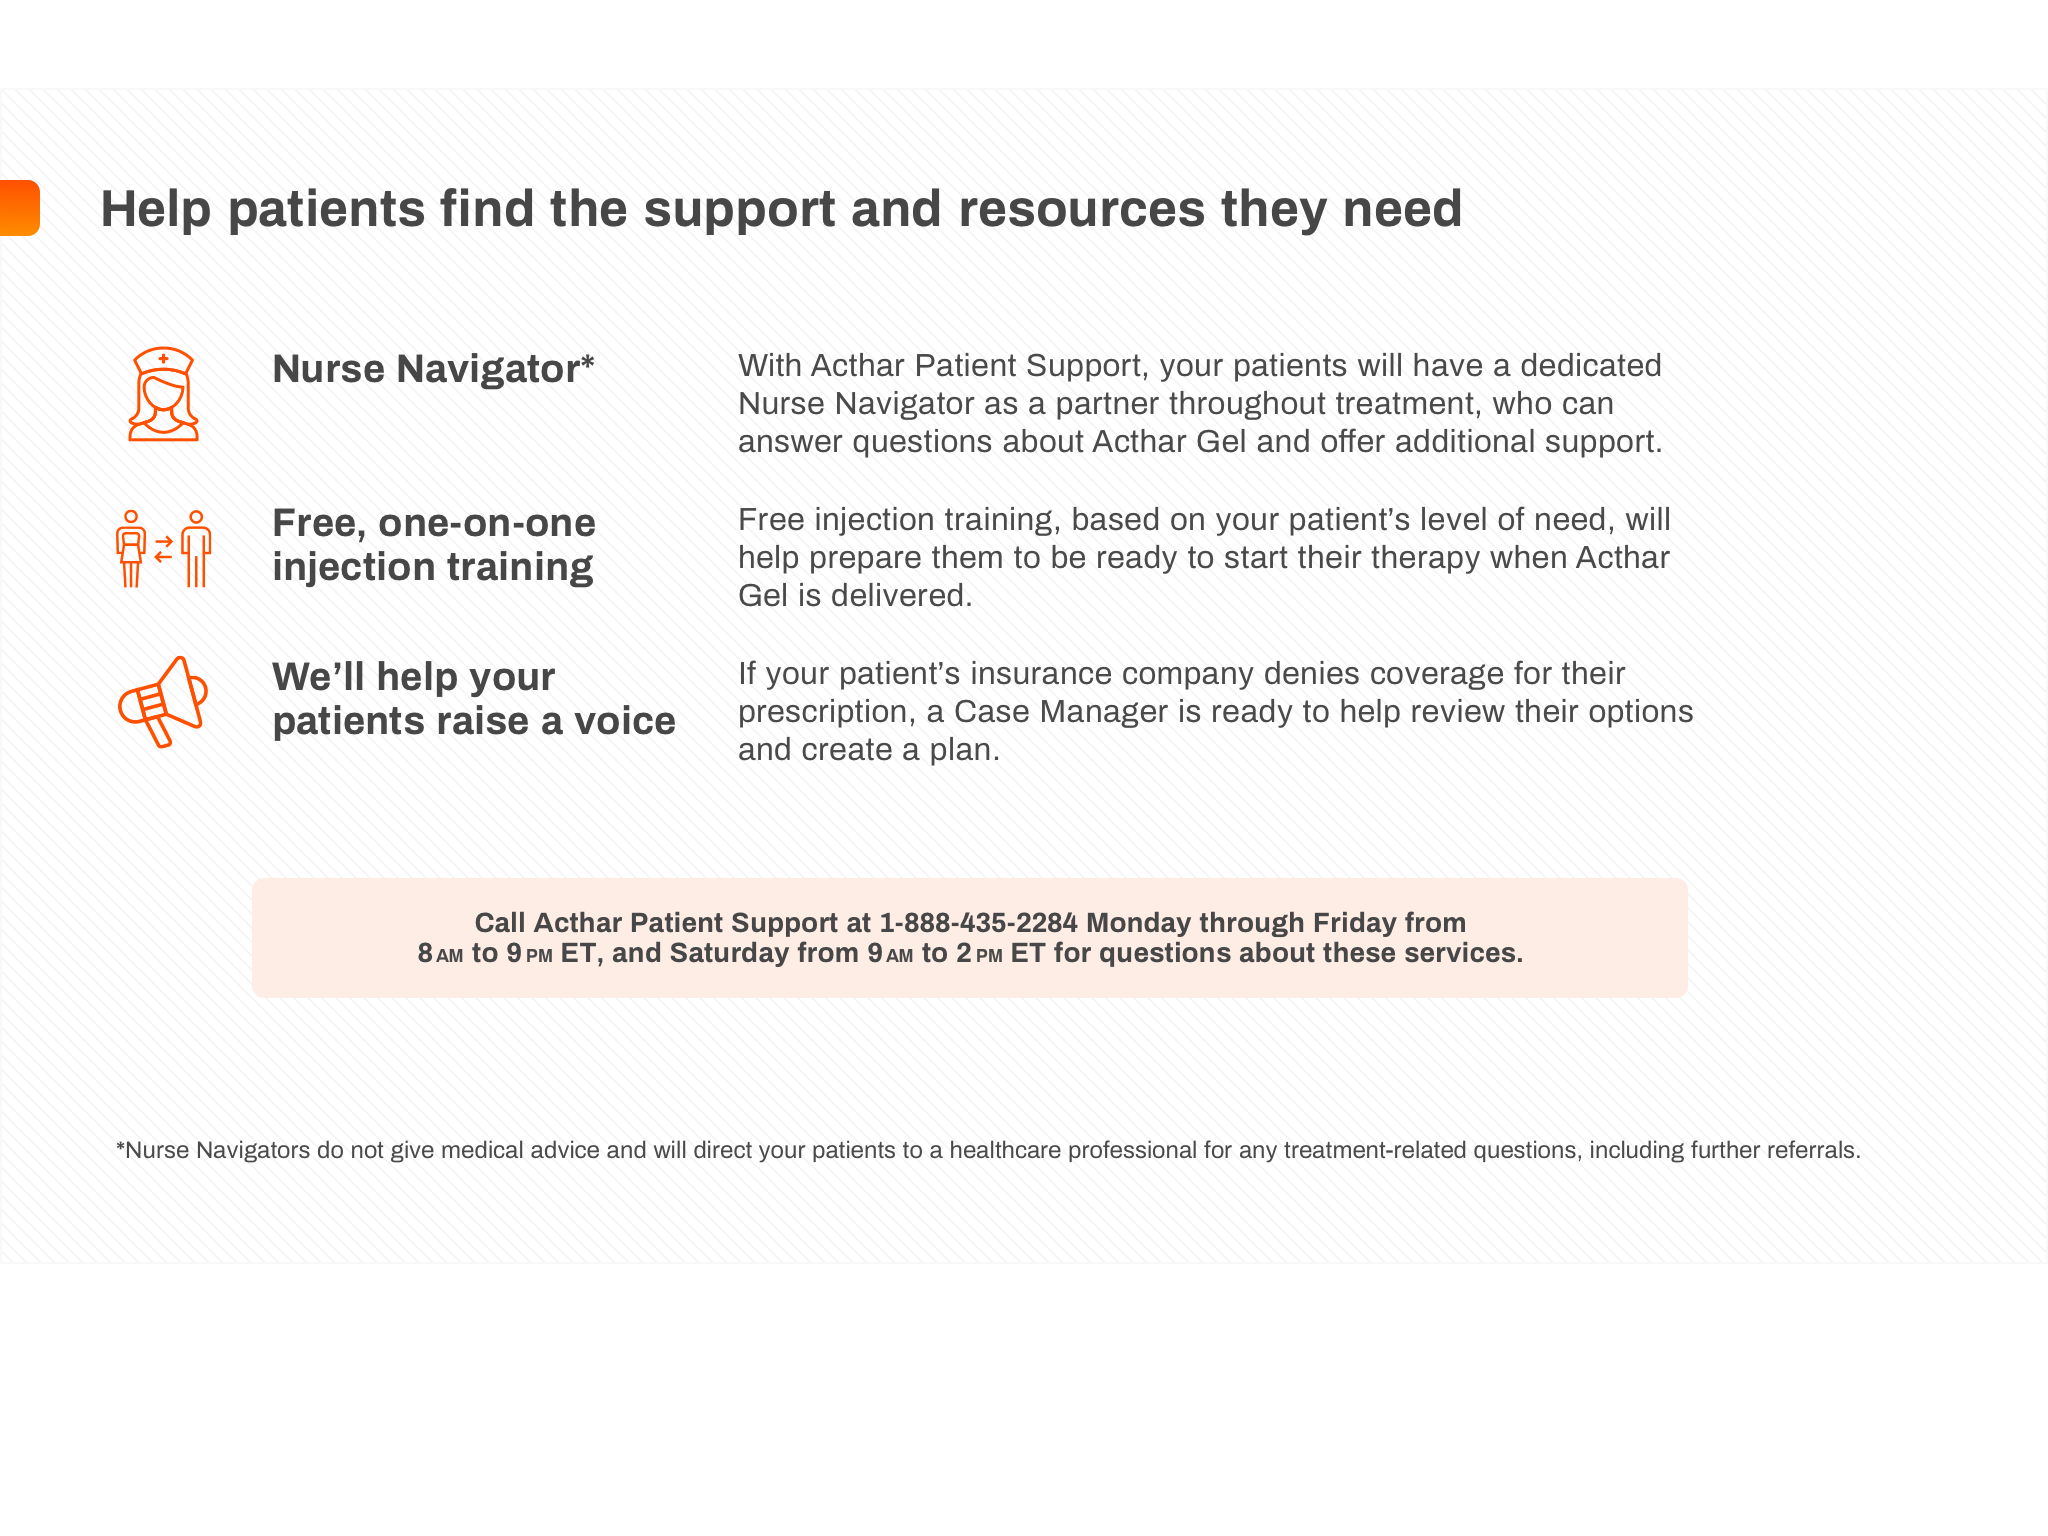 Help patients find the support and resources they need
Nurse Navigator*
With Acthar Patient Support, your patients will have a dedicated
Nurse Navigator as a partner throughout treatment, who can
answer questions about Acthar Gel and offer additional support.
Free, one-on-one
injection training
Free injection training, based on your patient’s level of need, will
help prepare them to be ready to start their therapy when Acthar
Gel is delivered.
We’ll help your
patients raise a voice
If your patient’s insurance company denies coverage for their
prescription, a Case Manager is ready to help review their options
and create a plan.
Call Acthar Patient Support at 1-888-435-2284 Monday through Friday from
8 AM to 9 PM ET, and Saturday from 9 AM to 2 PM ET for questions about these services.
*Nurse Navigators do not give medical advice and will direct your patients to a healthcare professional for any treatment-related questions, including further referrals.